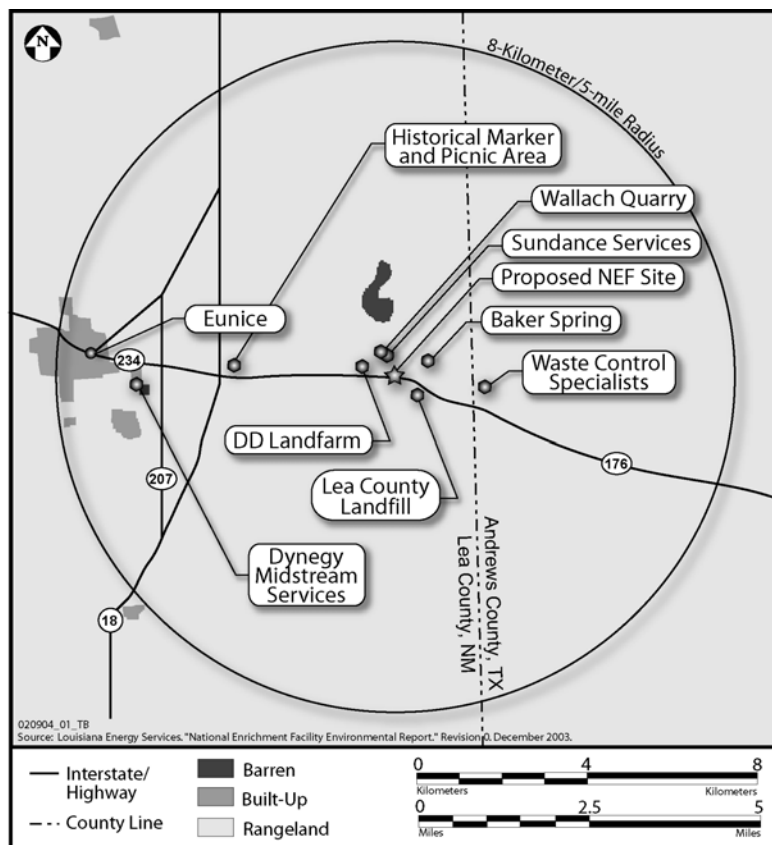 N
8-Kilometer/5-mile Radius
Historical Marker
and Picnic Area
Wallach Quarry
Sundance Services
Proposed NEF Site
Baker Spring
Eunice
234
Waste Control
Specialists
DD Landfarm
176
207
Lea County
Landfill
Andrews County, TX
Lea County, NM
Dynegy
Midstream
Services
18
020904_01_TB
Source: Louisiana Energy Services. "National Enrichment Facility Environmental Report." Revision 0. December 2003.
Interstate/
Highway
County Line
Barren
Built-Up
Rangeland
0 4 8
Kilometers Kilometers
0 2.5 5
Miles Miles